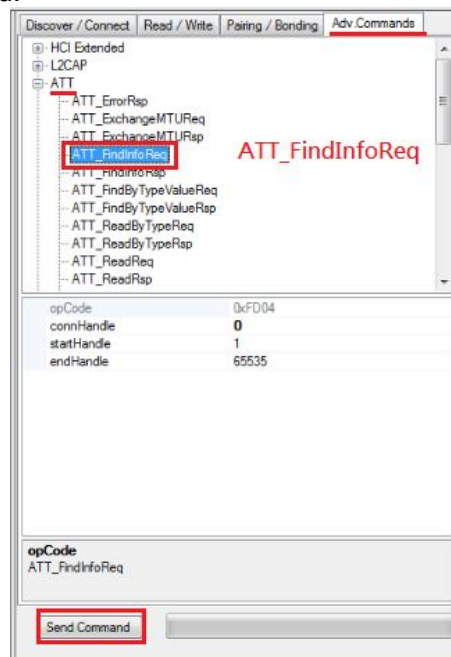 Discover / Connect Read / Write Pairing / Bonding Adv.Commands
HCI Extended
L2CAP
ATT
ATT_ErrorRsp
ATT_ExchangeMTUReq
ATT_ExchangeMTURsp
ATT_FindInfoReq ATT_FindInfoReq
ATT_FindInfoRsp
ATT_FindByTypeValueReq
ATT_FindByTypeValueRsp
ATT_ReadByTypeReq
ATT_ReadByTypeRsp
ATT_ReadReq
ATT_ReadRsp
opCode 0xFD04
connHandle 0
startHandle 1
endHandle 65535
opCode
ATT_FindInfoReq
Send Command